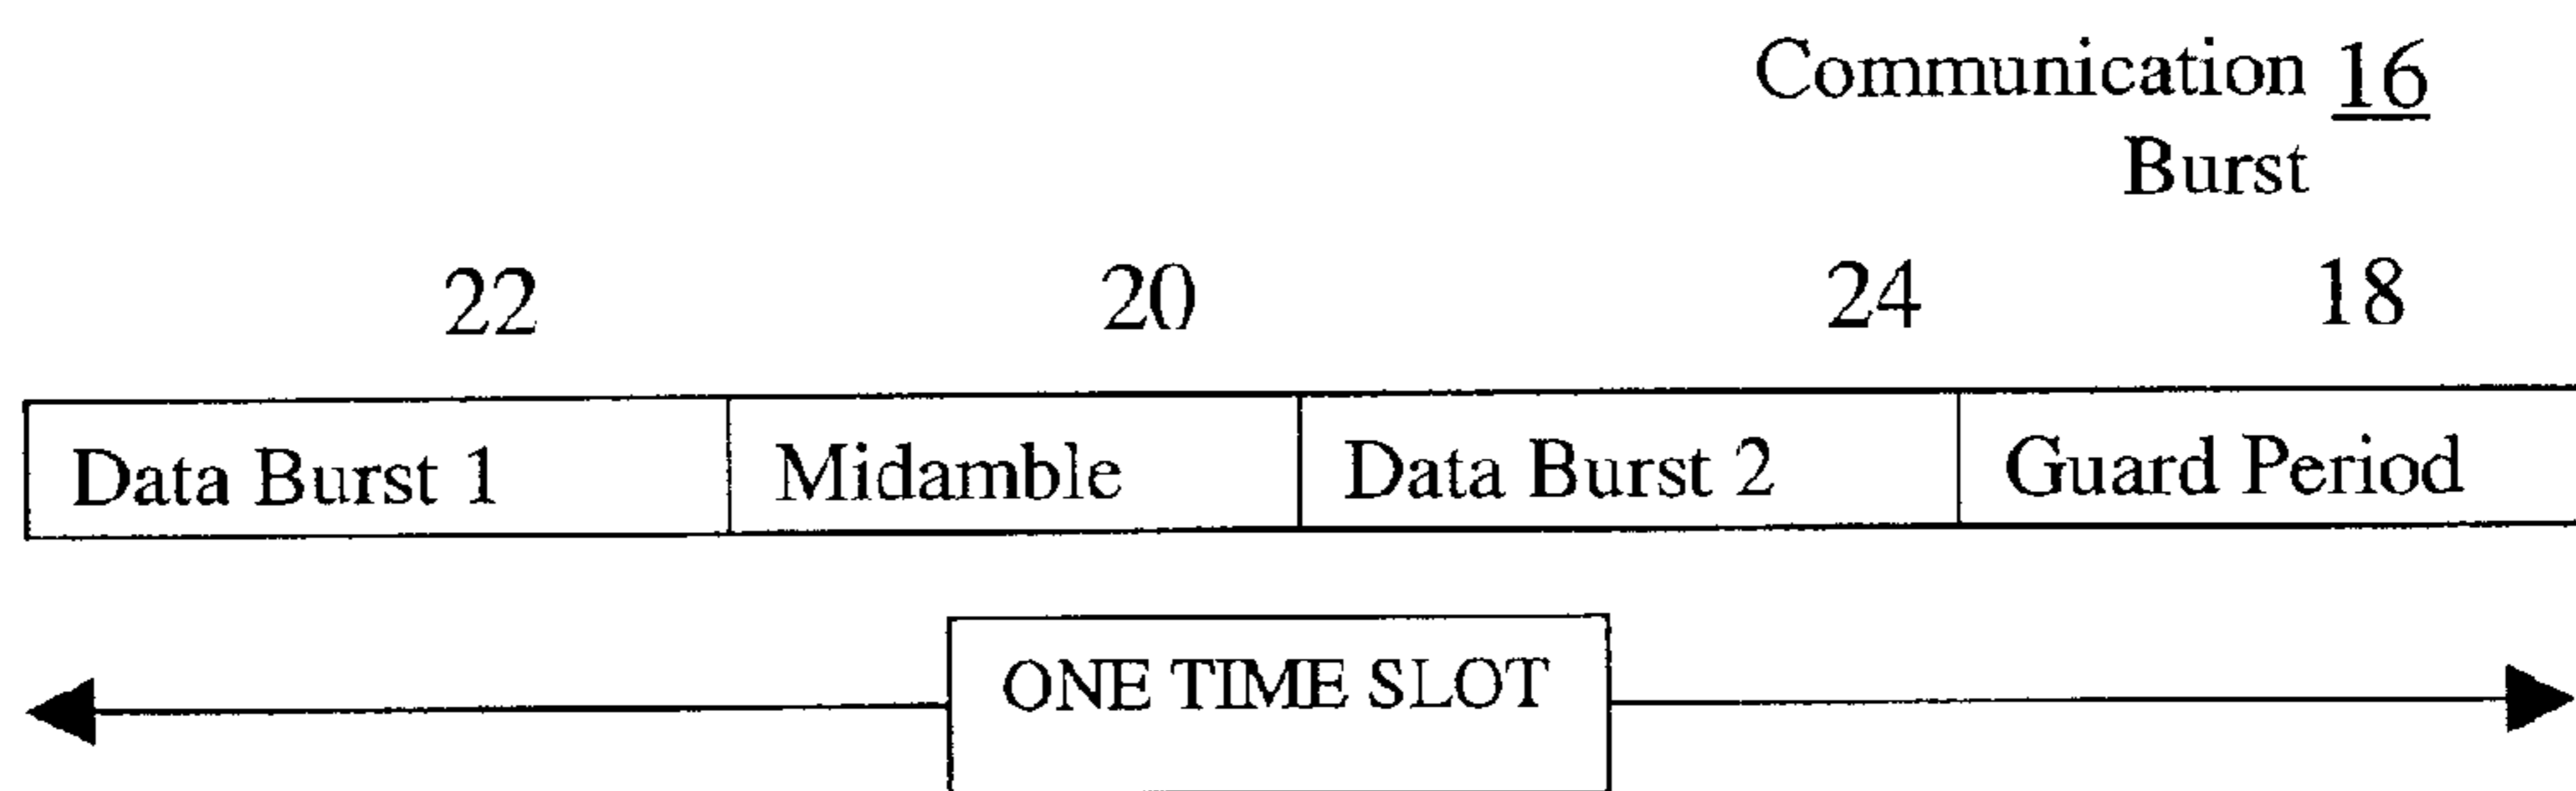 Communication 16
Burst
22 20 24 18
Data Burst 1 Midamble Data Burst 2 Guard Period
ONE TIME SLOT